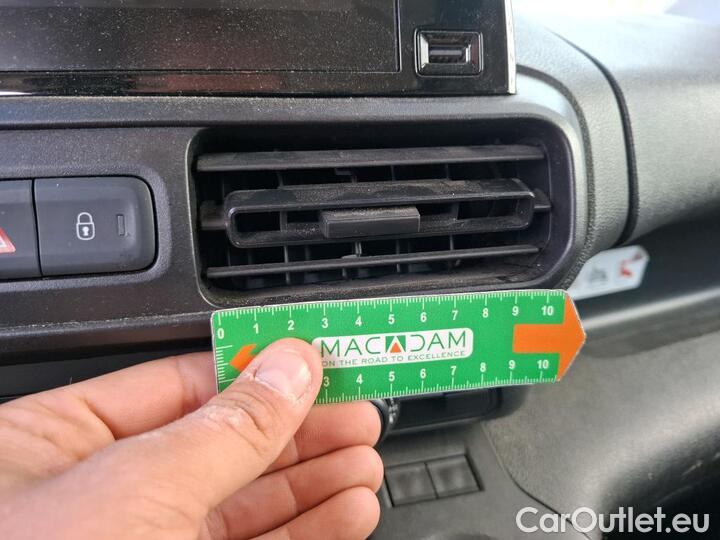 0 1 2 3 4 5 6 7 8 9 10
MACADAM
ON THE ROAD TO EXCELLENCE
3 4 5 6 7 8 9 10
CarOutlet.eu